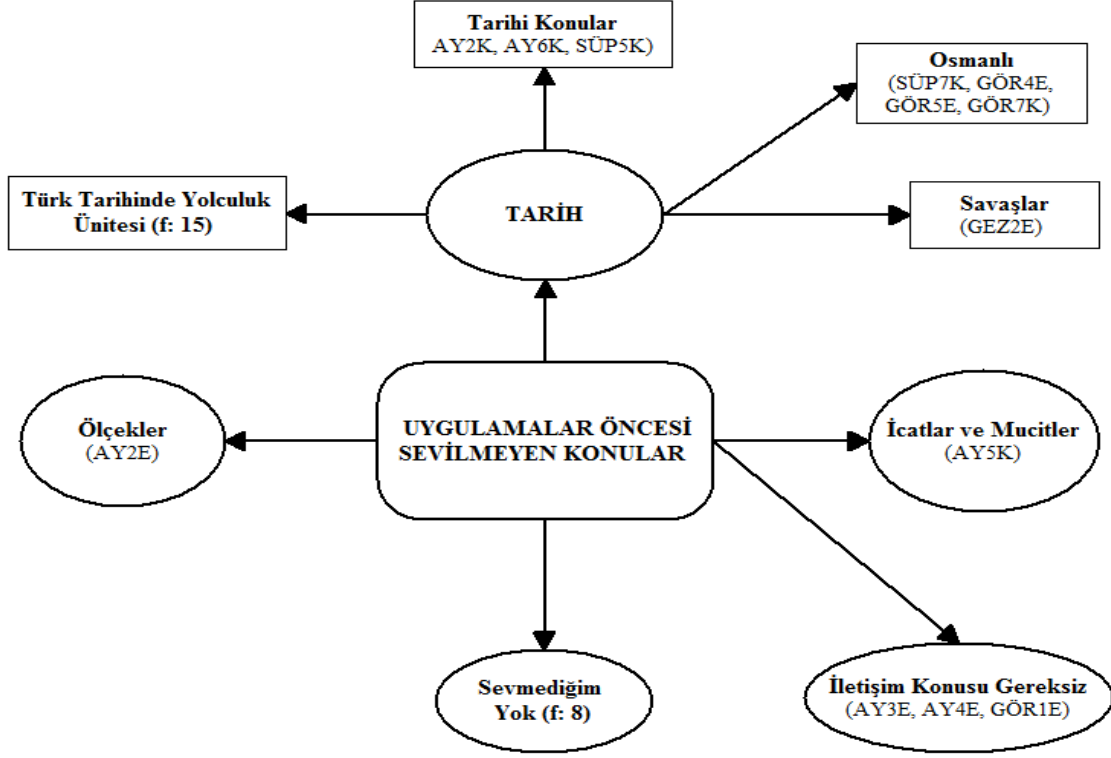 Tarihi Konular
AY2K, AY6K, SÜP5K)
Osmanlı
(SÜP7K, GÖR4E,
GÖR5E, GÖR7K)
Türk Tarihinde Yolculuk
Ünitesi (f: 15)
TARİH
Savaşlar
(GEZ2E)
Ölçekler
(AY2E)
UYGULAMALAR ÖNCESİ
SEVİLMEYEN KONULAR
İcatlar ve Mucitler
(AY5K)
Sevmediğim
Yok (f: 8)
İletişim Konusu Gereksiz
(AY3E, AY4E, GÖR1E)